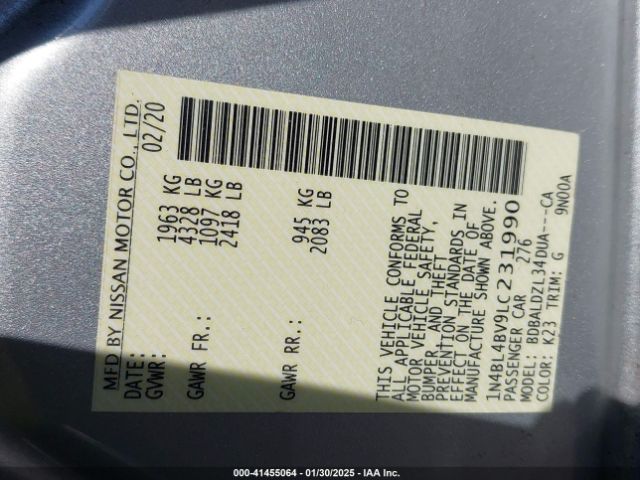 MFD BY NISSAN MOTOR CO., LTD.
DATE: 02/20
GVWR: 1963 KG
4328 LB
GAWR FR.: 1097 KG
2418 LB
GAWR RR.: 945 KG
2083 LB
THIS VEHICLE CONFORMS TO
ALL APPLICABLE FEDERAL
MOTOR VEHICLE SAFETY,
BUMPER, AND THEFT
PREVENTION STANDARDS IN
EFFECT ON THE DATE OF
MANUFACTURE SHOWN ABOVE.
1N4BL4BV9LC231990
PASSENGER CAR 276
MODEL: BDBALDZL34DUA---CA
COLOR: K23 TRIM: G 9N00A
000-41455064 - 01/30/2025 - IAA Inc.